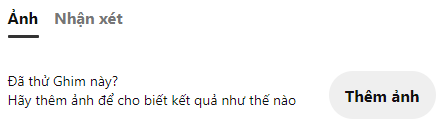 Ảnh Nhận xét
Đã thử Ghim này?
Hãy thêm ảnh để cho biết kết quả như thế nào
Thêm ảnh